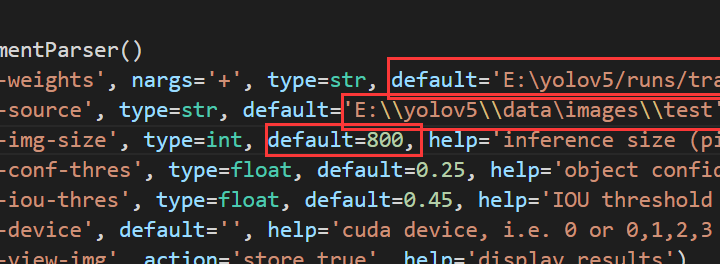 mentParser()
-weights', nargs='+', type=str, default='E:\yolov5/runs/tra
-source', type=str, default='E:\\yolov5\\data\images\\test'
-img-size', type=int, default=800, help='inference size (pi
-conf-thres', type=float, default=0.25, help='object confid
-iou-thres', type=float, default=0.45, help='IOU threshold
-device', default='', help='cuda device, i.e. 0 or 0,1,2,3
-view-img', action='store_true', help='display results')